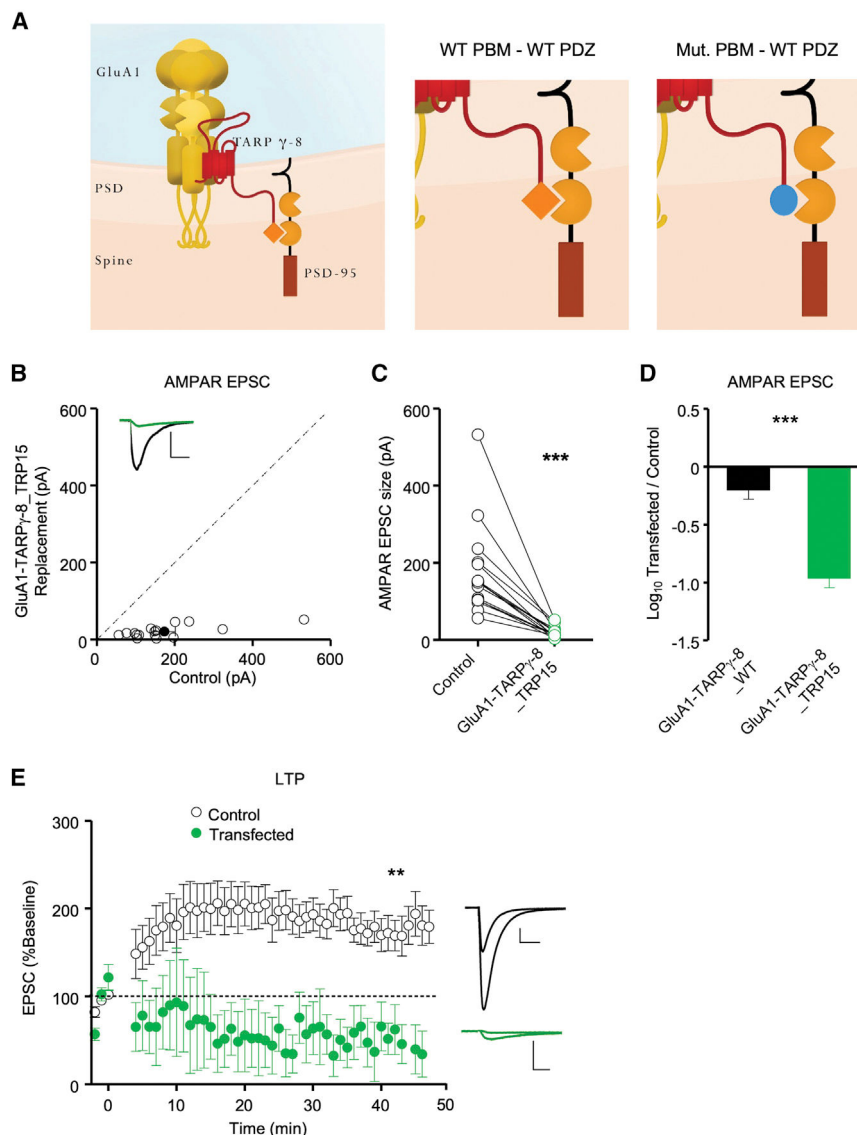 A
GluA1
TARP γ-8
PSD
Spine
PSD-95
WT PBM - WT PDZ
Mut. PBM - WT PDZ
B
AMPAR EPSC
GluA1-TARPγ-8_TRP15
Replacement (pA)
600
400
200
0
0
200
400
600
Control (pA)
C
AMPAR EPSC size (pA)
600
400
200
0
***
Control
GluA1-TARPγ-8
_TRP15
D
AMPAR EPSC
***
Log10 Transfected / Control
0.5
0
-0.5
-1.0
-1.5
GluA1-TARPγ-8
_WT
GluA1-TARPγ-8
_TRP15
E
LTP
Control
Transfected
EPSC (%Baseline)
300
200
100
0
**
0
10
20
30
40
50
Time (min)